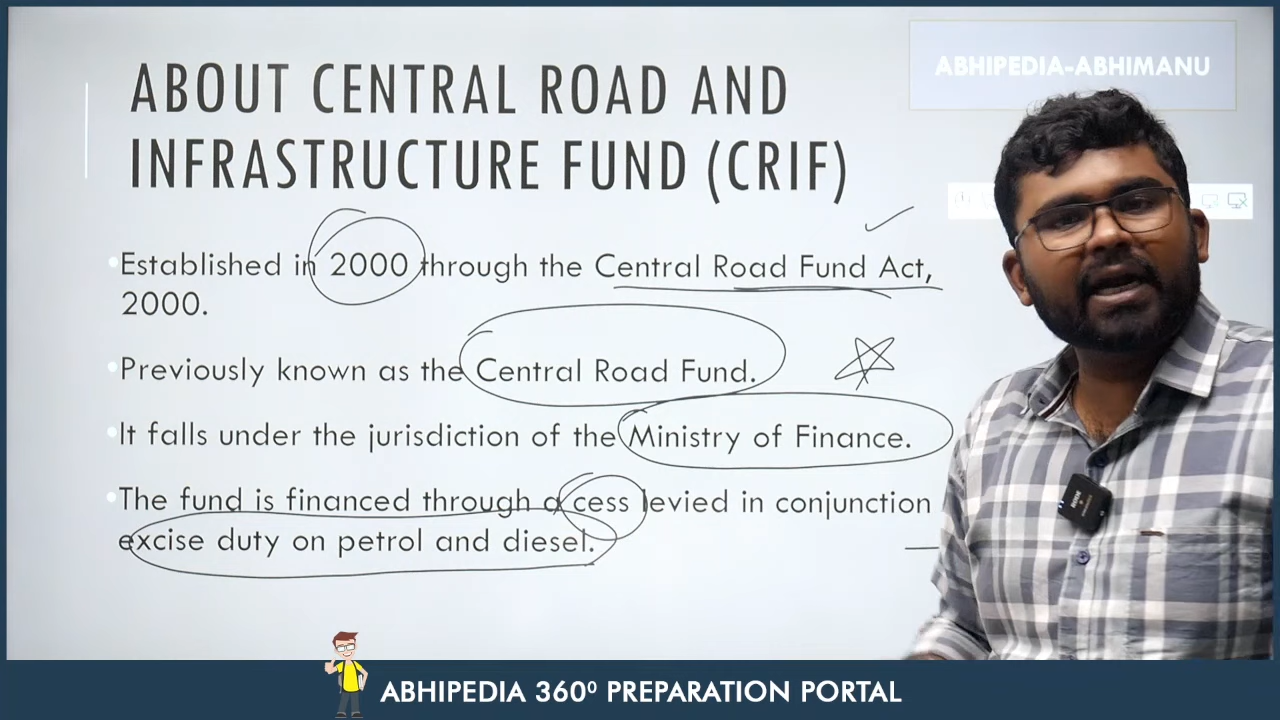 ABHIPEDIA-ABHIMANU
ABOUT CENTRAL ROAD AND
INFRASTRUCTURE FUND (CRIF)
Established in 2000 through the Central Road Fund Act,
2000.
Previously known as the Central Road Fund.
It falls under the jurisdiction of the Ministry of Finance.
The fund is financed through a cess levied in conjunction
excise duty on petrol and diesel.
ABHIPEDIA 360⁰ PREPARATION PORTAL